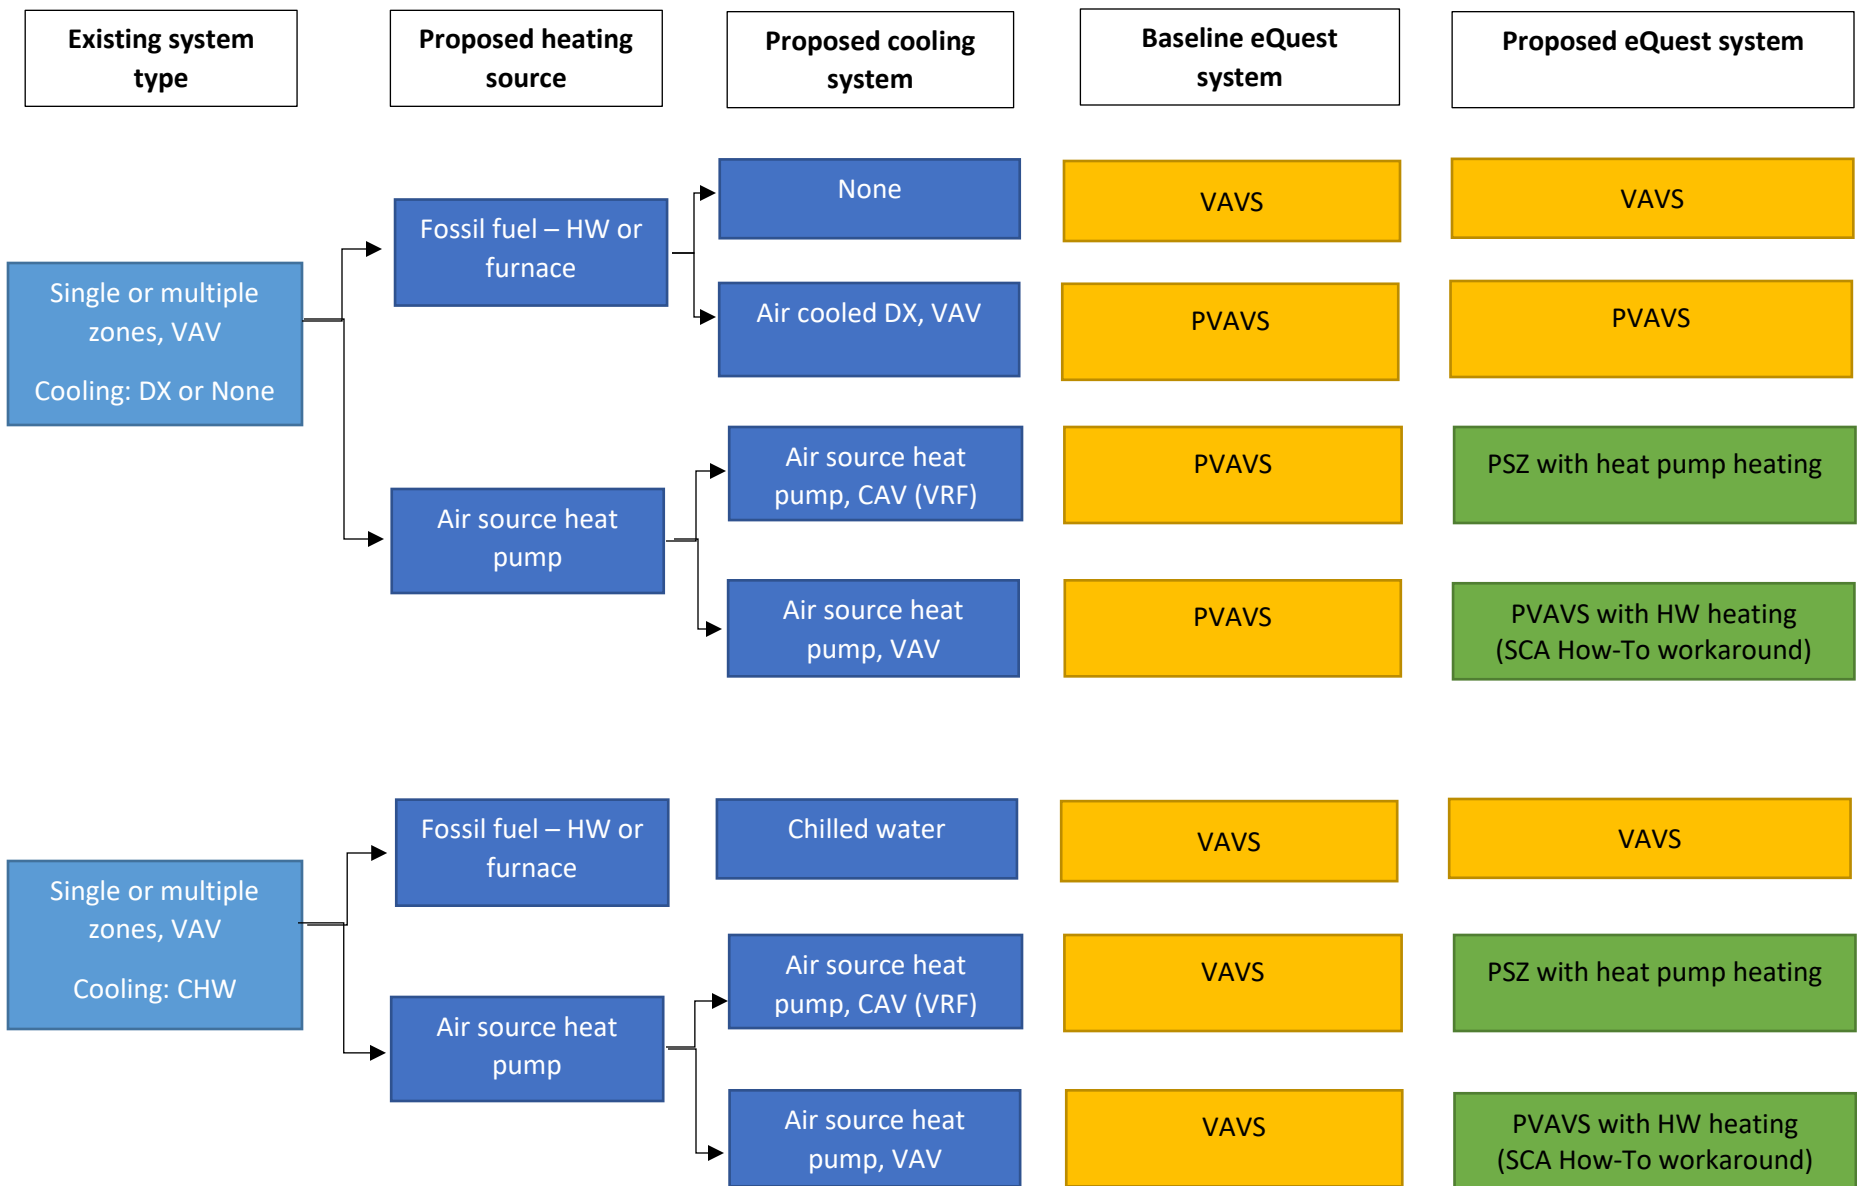 Existing system
type
Proposed heating
source
Proposed cooling
system
Baseline eQuest
system
Proposed eQuest system
Single or multiple
zones, VAV
Cooling: DX or None
Fossil fuel – HW or
furnace
None
VAVS
VAVS
Air cooled DX, VAV
PVAVS
PVAVS
Air source heat
pump
Air source heat
pump, CAV (VRF)
PVAVS
PSZ with heat pump heating
Air source heat
pump, VAV
PVAVS
PVAVS with HW heating
(SCA How-To workaround)
Single or multiple
zones, VAV
Cooling: CHW
Fossil fuel – HW or
furnace
Chilled water
VAVS
VAVS
Air source heat
pump
Air source heat
pump, CAV (VRF)
VAVS
PSZ with heat pump heating
Air source heat
pump, VAV
VAVS
PVAVS with HW heating
(SCA How-To workaround)